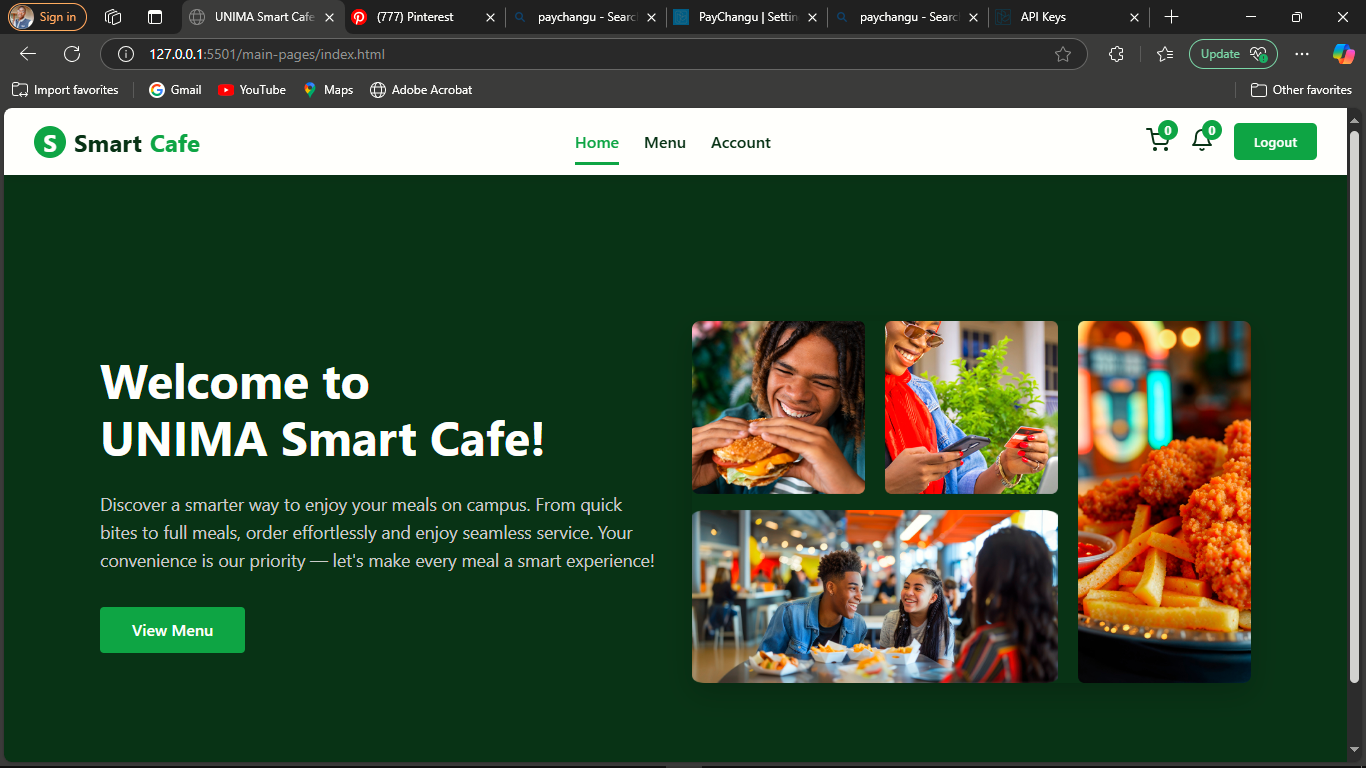 Sign in
UNIMA Smart Cafe
(777) Pinterest
paychangu - Searc
PayChangu | Settin
paychangu - Searc
API Keys
127.0.0.1:5501/main-pages/index.html
Update
Import favorites
Gmail
YouTube
Maps
Adobe Acrobat
Other favorites
S Smart Cafe
Home
Menu
Account
0
0
Logout
Welcome to
UNIMA Smart Cafe!
Discover a smarter way to enjoy your meals on campus. From quick
bites to full meals, order effortlessly and enjoy seamless service. Your
convenience is our priority — let's make every meal a smart experience!
View Menu